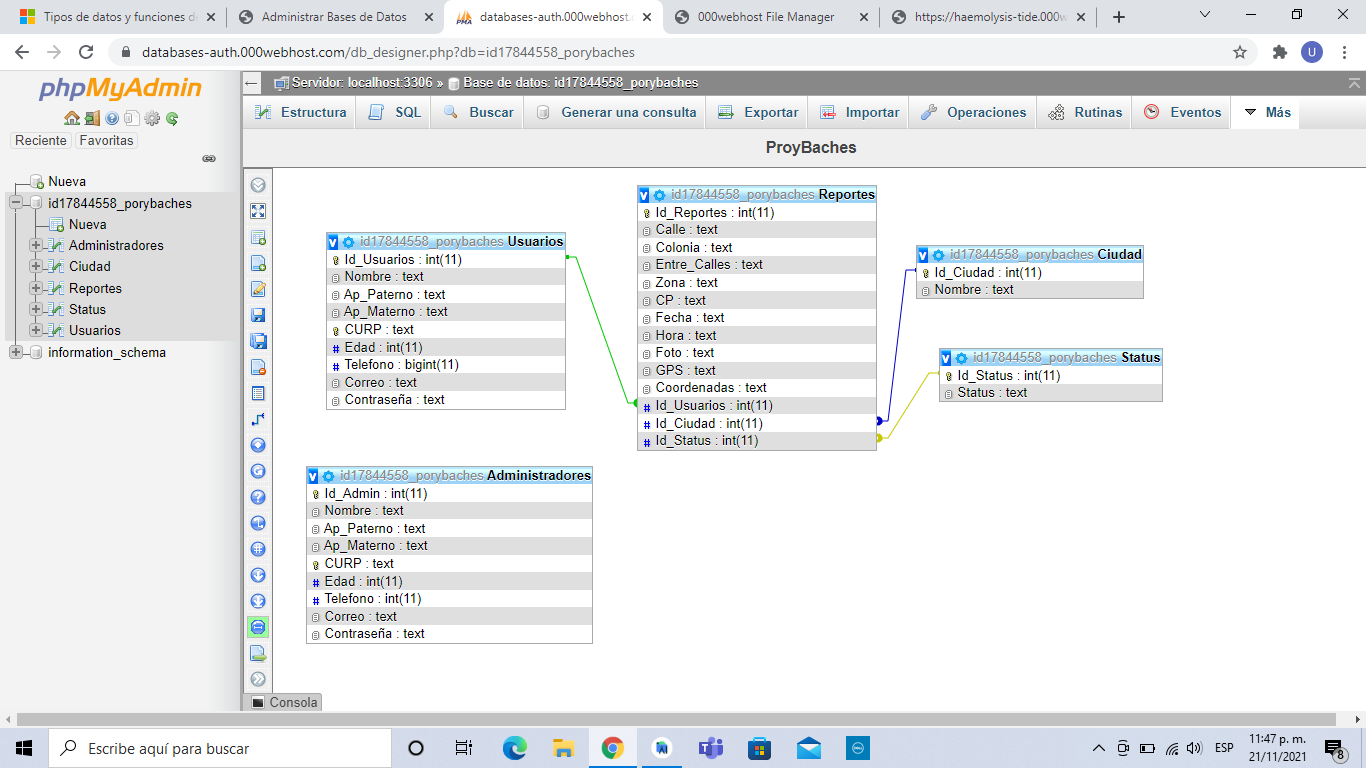 Tipos de datos y funciones d
Administrar Bases de Datos
databases-auth.000webhost.
000webhost File Manager
https://haemolysis-tide.000w
databases-auth.000webhost.com/db_designer.php?db=id17844558_porybaches
U
phpMyAdmin
Reciente Favoritas
Nueva
id17844558_porybaches
Nueva
Administradores
Ciudad
Reportes
Status
Usuarios
information_schema
Servidor: localhost:3306 » Base de datos: id17844558_porybaches
Estructura SQL Buscar Generar una consulta Exportar Importar Operaciones Rutinas Eventos Más
ProyBaches
id17844558_porybaches Usuarios
Id_Usuarios : int(11)
Nombre : text
Ap_Paterno : text
Ap_Materno : text
CURP : text
Edad : int(11)
Telefono : bigint(11)
Correo : text
Contraseña : text
id17844558_porybaches Reportes
Id_Reportes : int(11)
Calle : text
Colonia : text
Entre_Calles : text
Zona : text
CP : text
Fecha : text
Hora : text
Foto : text
GPS : text
Coordenadas : text
Id_Usuarios : int(11)
Id_Ciudad : int(11)
Id_Status : int(11)
id17844558_porybaches Ciudad
Id_Ciudad : int(11)
Nombre : text
id17844558_porybaches Status
Id_Status : int(11)
Status : text
id17844558_porybaches Administradores
Id_Admin : int(11)
Nombre : text
Ap_Paterno : text
Ap_Materno : text
CURP : text
Edad : int(11)
Telefono : int(11)
Correo : text
Contraseña : text
Consola
Escribe aquí para buscar
ESP
11:47 p. m.
21/11/2021
8